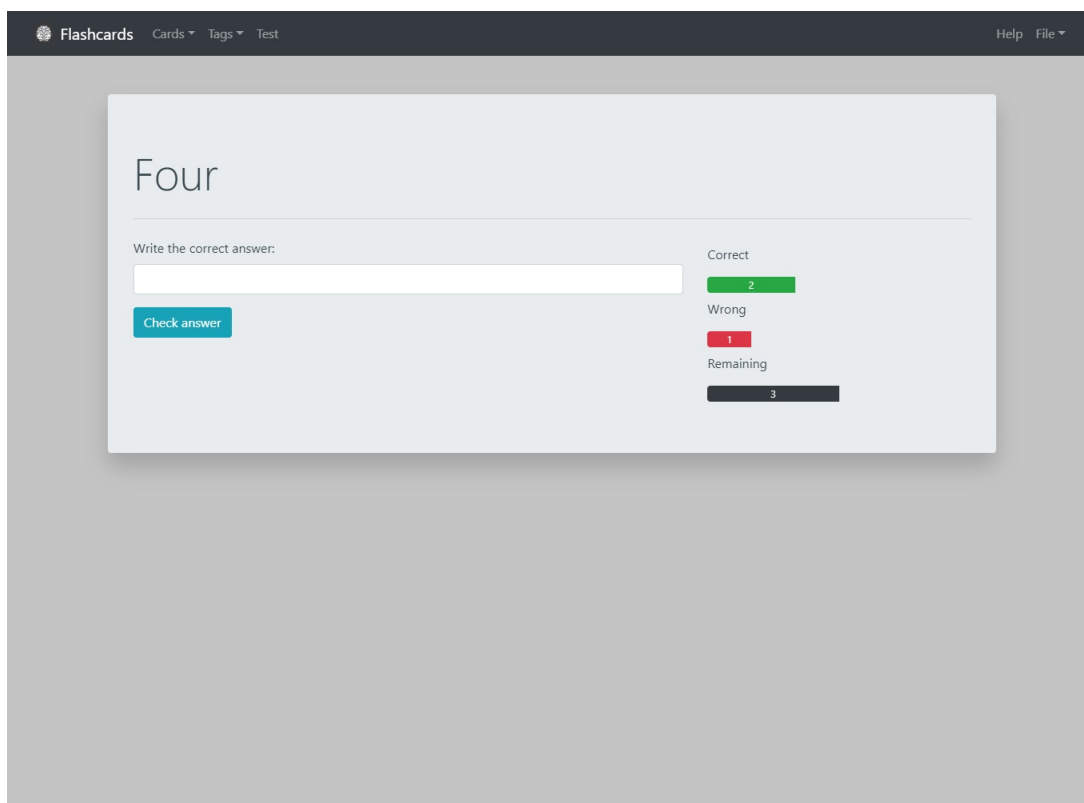 Flashcards Cards Tags Test Help File
Four
Write the correct answer:
Check answer
Correct
2
Wrong
1
Remaining
3